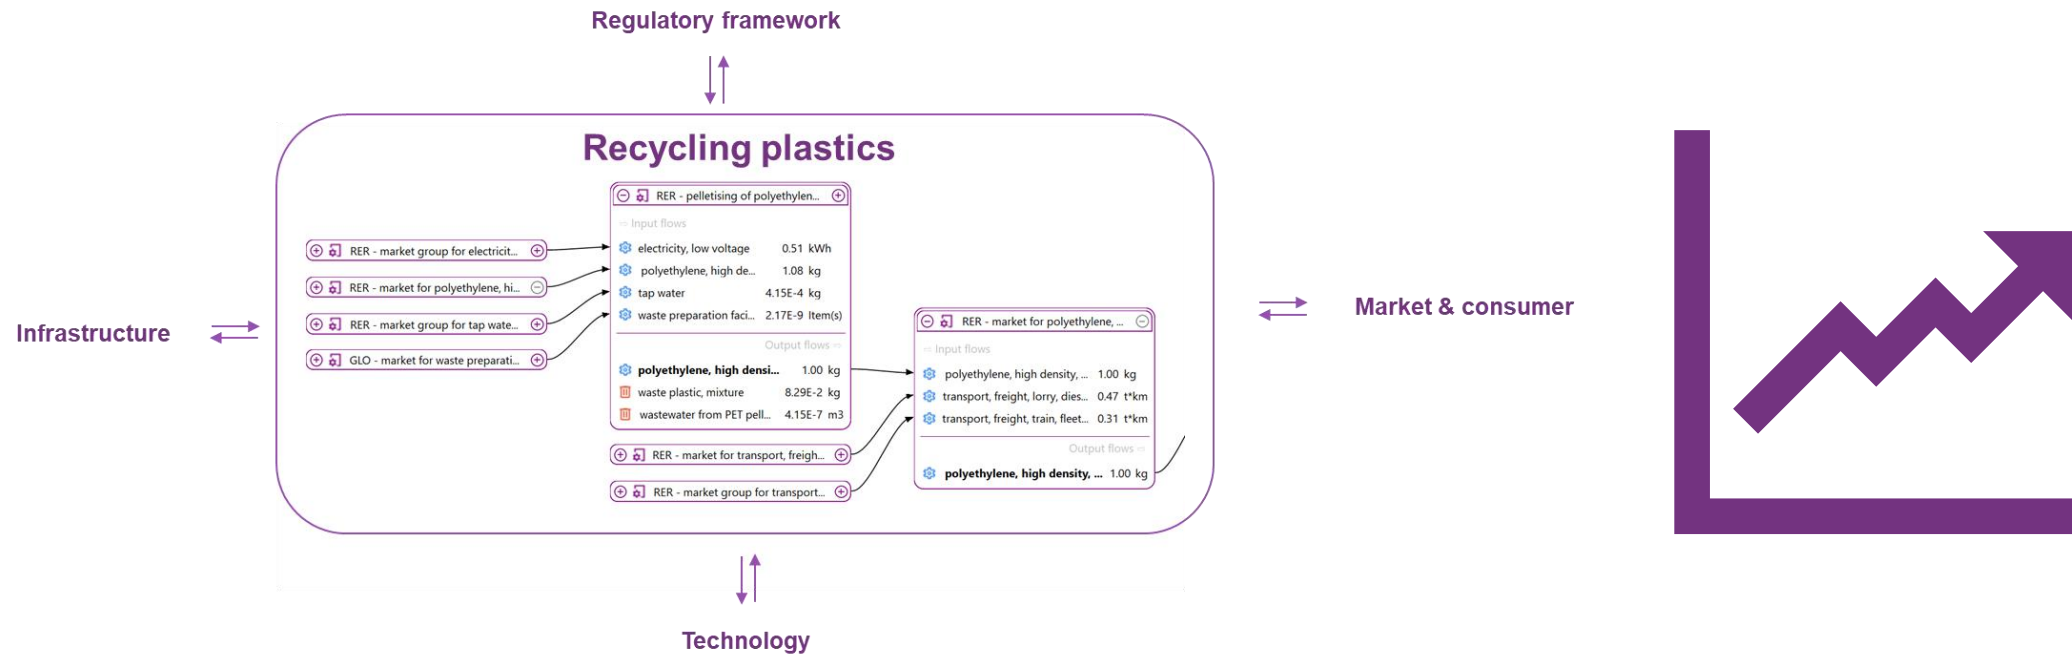 Regulatory framework
Recycling plastics
RER - pelletising of polyethylen...
Input flows
electricity, low voltage 0.51 kWh
polyethylene, high de... 1.08 kg
tap water 4.15E-4 kg
waste preparation faci... 2.17E-9 Item(s)
Output flows
polyethylene, high densi... 1.00 kg
waste plastic, mixture 8.29E-2 kg
wastewater from PET pell... 4.15E-7 m3
RER - market group for electricit...
RER - market for polyethylene, hi...
RER - market group for tap wate...
GLO - market for waste preparati...
RER - market for transport, freigh...
RER - market group for transport...
RER - market for polyethylene, ...
Input flows
polyethylene, high density, ... 1.00 kg
transport, freight, lorry, dies... 0.47 t*km
transport, freight, train, fleet... 0.31 t*km
Output flows
polyethylene, high density, ... 1.00 kg
Infrastructure
Market & consumer
Technology